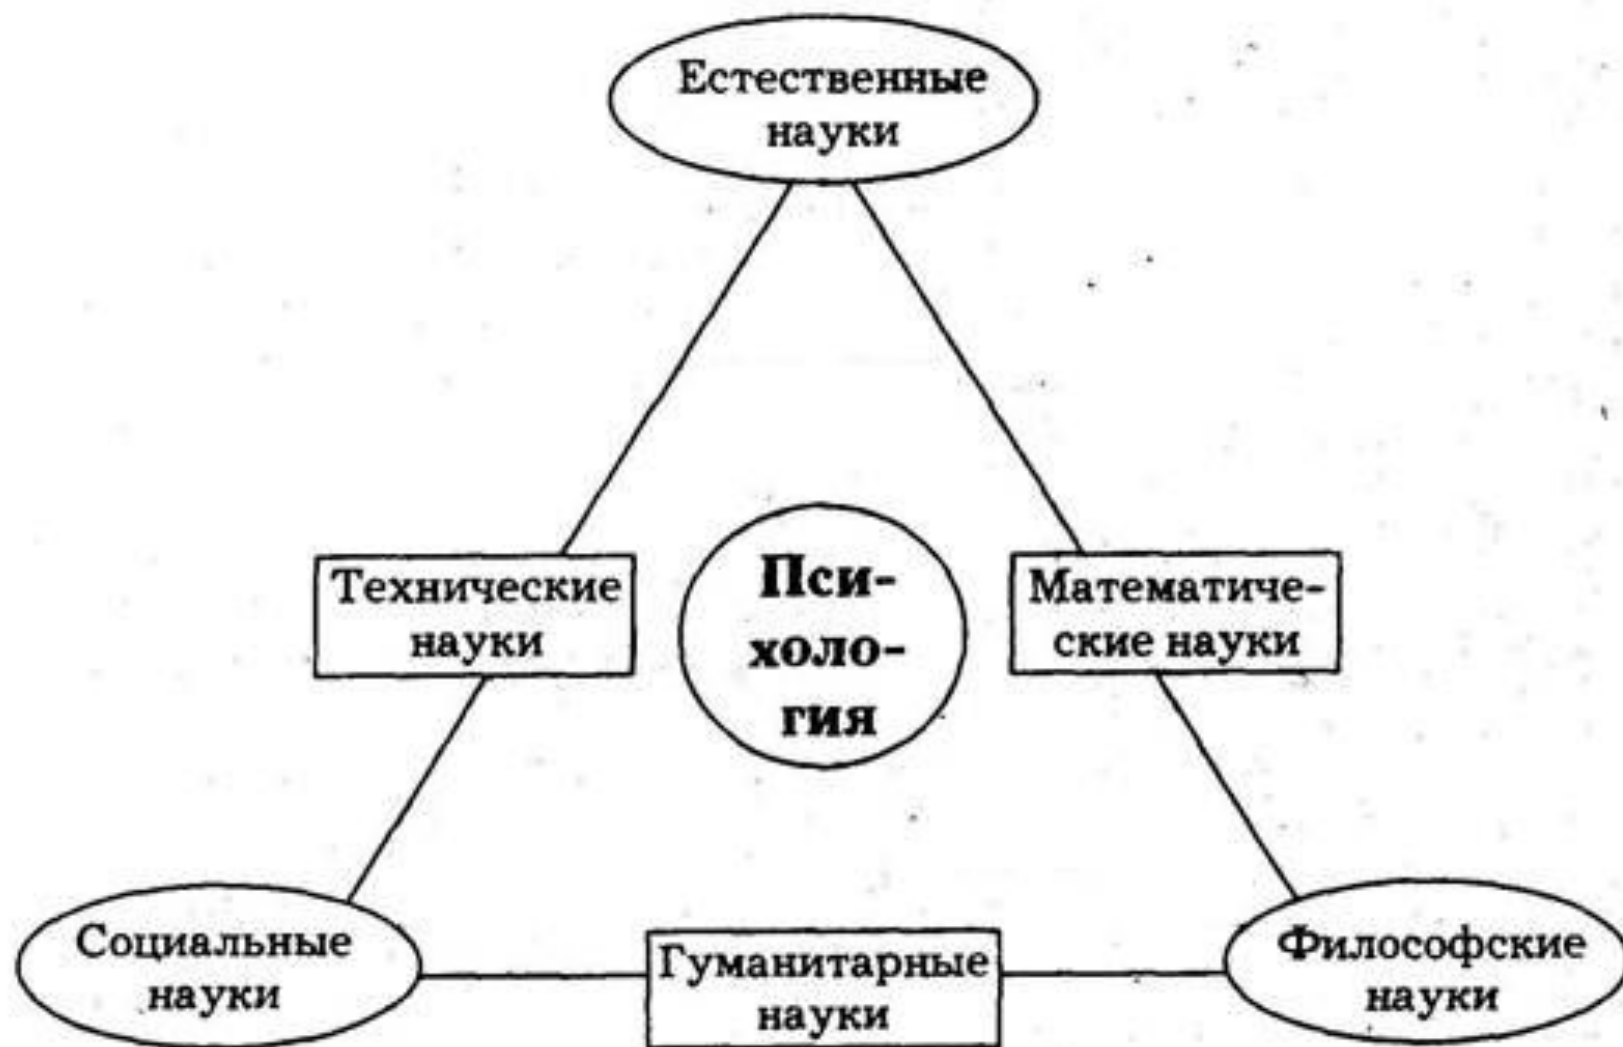 Естественные
науки
Технические
науки
Пси-
холо-
гия
Математиче-
ские науки
Социальные
науки
Гуманитарные
науки
Философские
науки